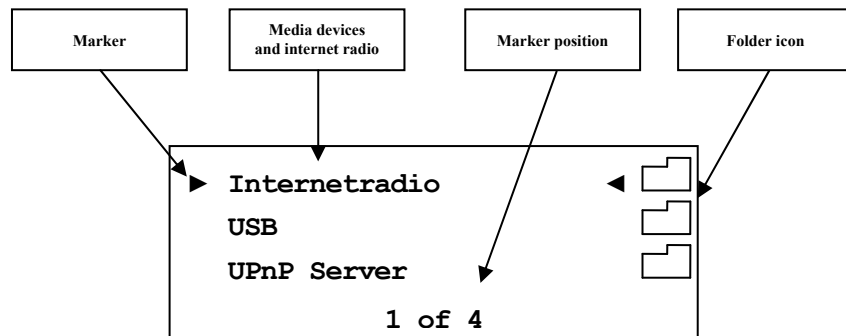 Marker
Media devices
and internet radio
Marker position
Folder icon
Internetradio
USB
UPnP Server
1 of 4